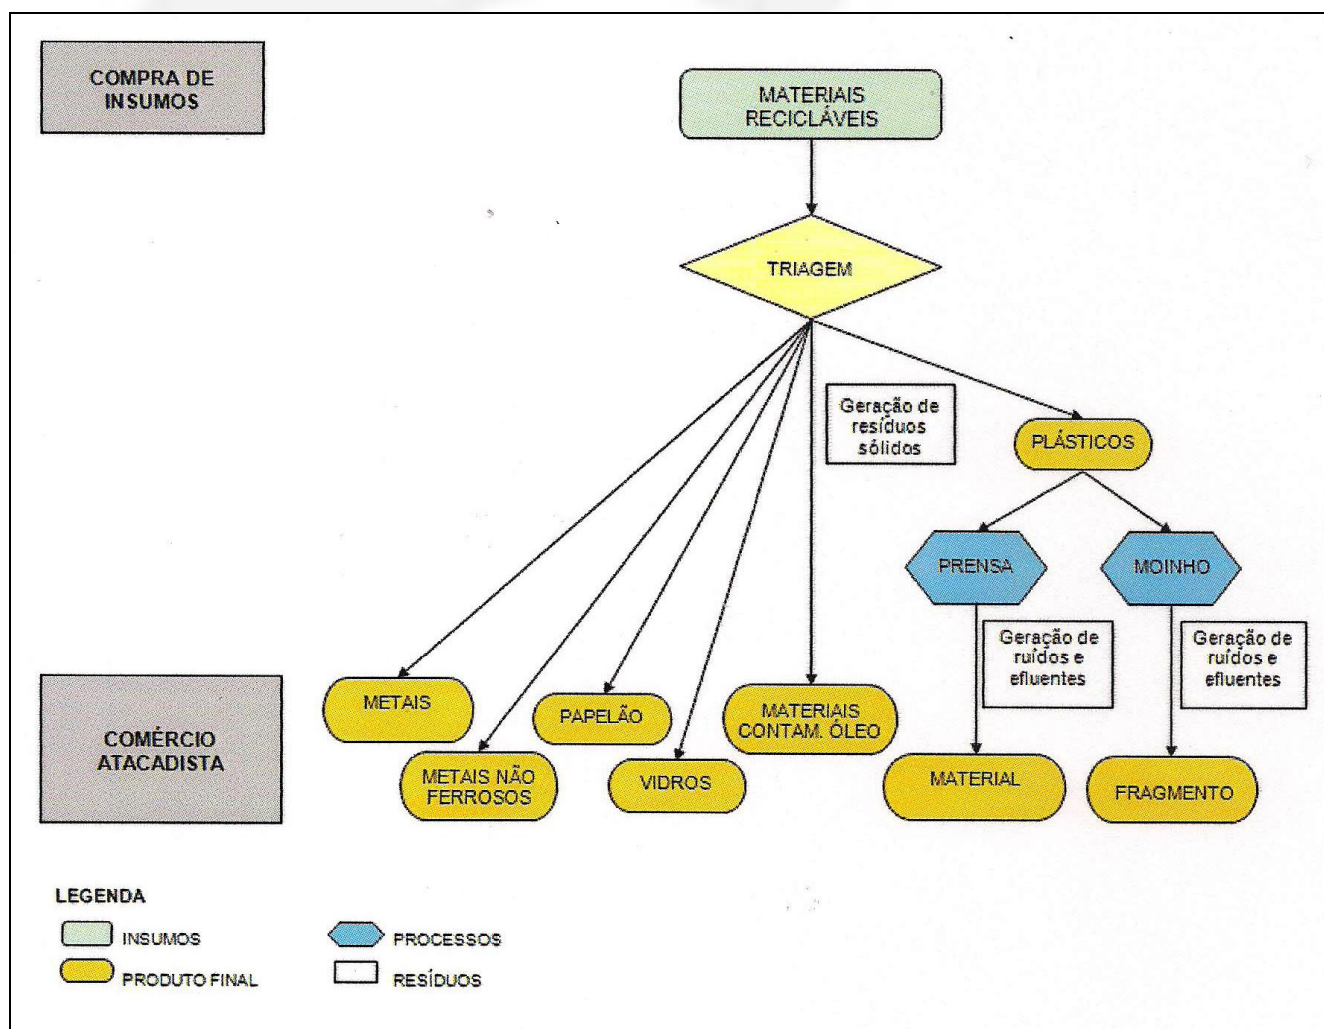 COMPRA DE
INSUMOS
MATERIAIS
RECICLÁVEIS
TRIAGEM
Geração de
resíduos
sólidos
PLÁSTICOS
PRENSA
MOINHO
Geração de
ruídos e
efluentes
Geração de
ruídos e
efluentes
COMÉRCIO
ATACADISTA
METAIS
METAIS NÃO
FERROSOS
PAPELÃO
VIDROS
MATERIAIS
CONTAM. ÓLEO
MATERIAL
FRAGMENTO
LEGENDA
INSUMOS
PROCESSOS
PRODUTO FINAL
RESÍDUOS